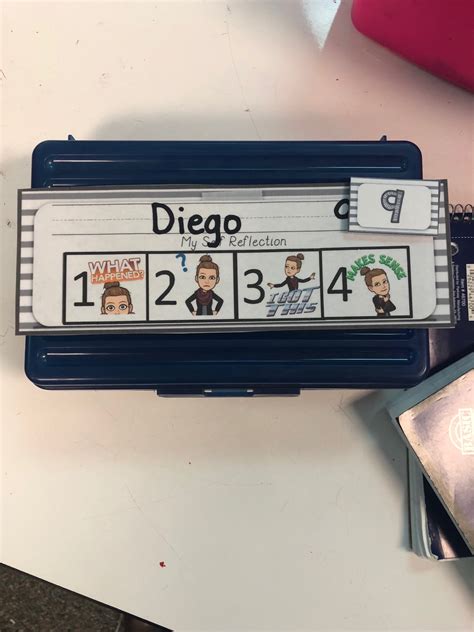 Diego
9
My Self Reflection
1 WHAT HAPPENED?
2 ?
3 I GOT THIS
4 MAKES SENSE